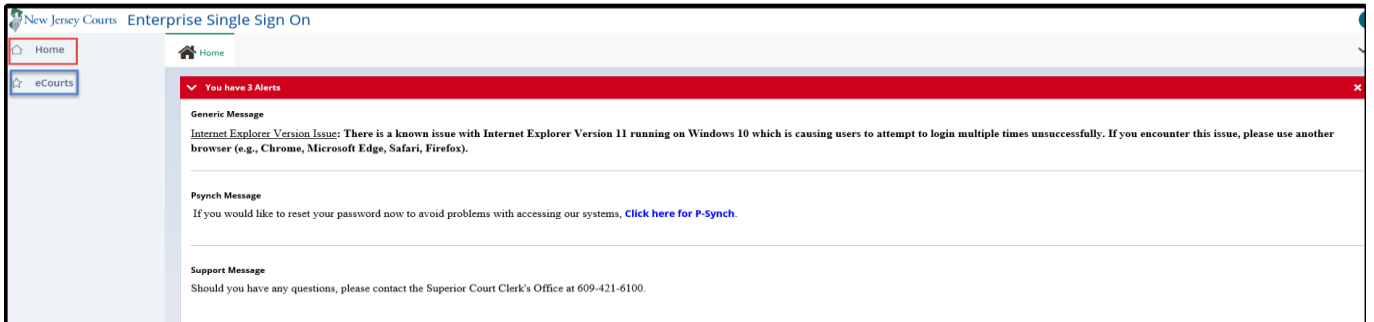 New Jersey Courts Enterprise Single Sign On
Home
eCourts
Home
You have 3 Alerts
Generic Message
Internet Explorer Version Issue: There is a known issue with Internet Explorer Version 11 running on Windows 10 which is causing users to attempt to login multiple times unsuccessfully. If you encounter this issue, please use another
browser (e.g., Chrome, Microsoft Edge, Safari, Firefox).
Psynch Message
If you would like to reset your password now to avoid problems with accessing our systems, Click here for P-Synch.
Support Message
Should you have any questions, please contact the Superior Court Clerk's Office at 609-421-6100.